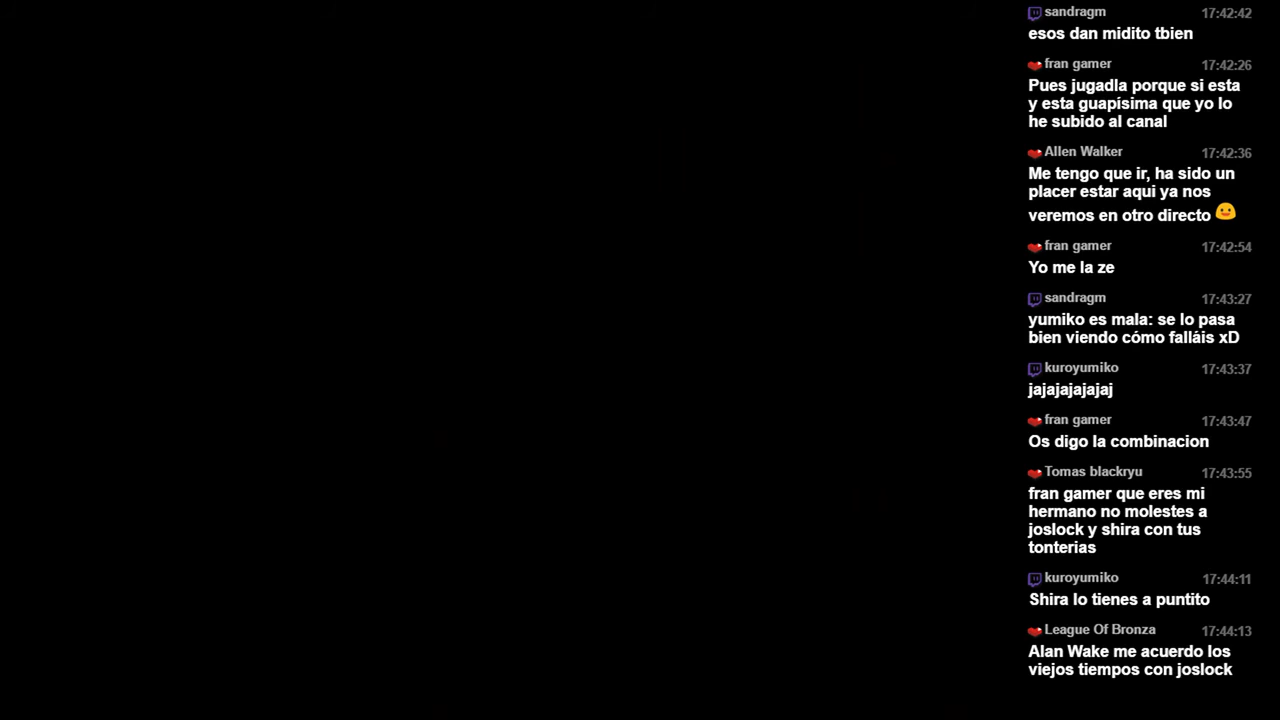 sandragm 17:42:42
esos dan midito tbien
fran gamer 17:42:26
Pues jugadla porque si esta
y esta guapísima que yo lo
he subido al canal
Allen Walker 17:42:36
Me tengo que ir, ha sido un
placer estar aqui ya nos
veremos en otro directo
fran gamer 17:42:54
Yo me la ze
sandragm 17:43:27
yumiko es mala: se lo pasa
bien viendo cómo falláis xD
kuroyumiko 17:43:37
jajajajajajaj
fran gamer 17:43:47
Os digo la combinacion
Tomas blackryu 17:43:55
fran gamer que eres mi
hermano no molestes a
joslock y shira con tus
tonterias
kuroyumiko 17:44:11
Shira lo tienes a puntito
League Of Bronza 17:44:13
Alan Wake me acuerdo los
viejos tiempos con joslock